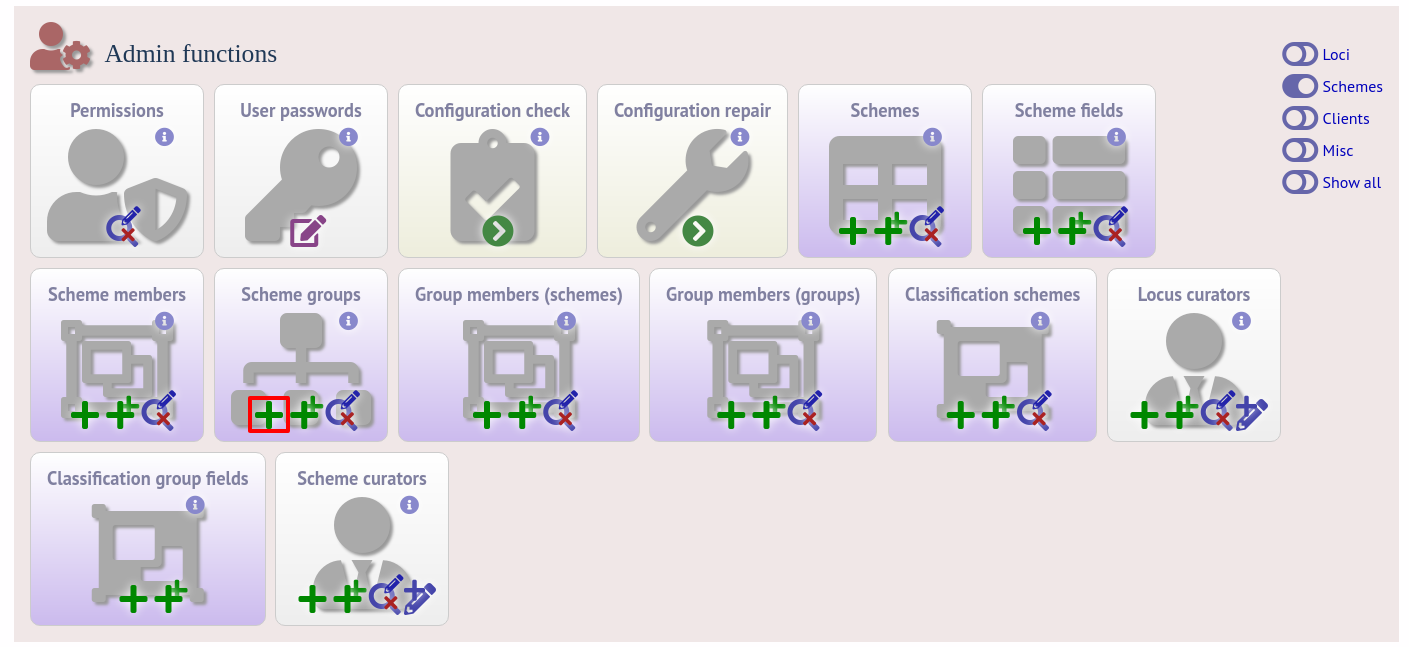 Admin functions
Loci
Schemes
Clients
Misc
Show all
Permissions
User passwords
Configuration check
Configuration repair
Schemes
Scheme fields
Scheme members
Scheme groups
Group members (schemes)
Group members (groups)
Classification schemes
Locus curators
Classification group fields
Scheme curators